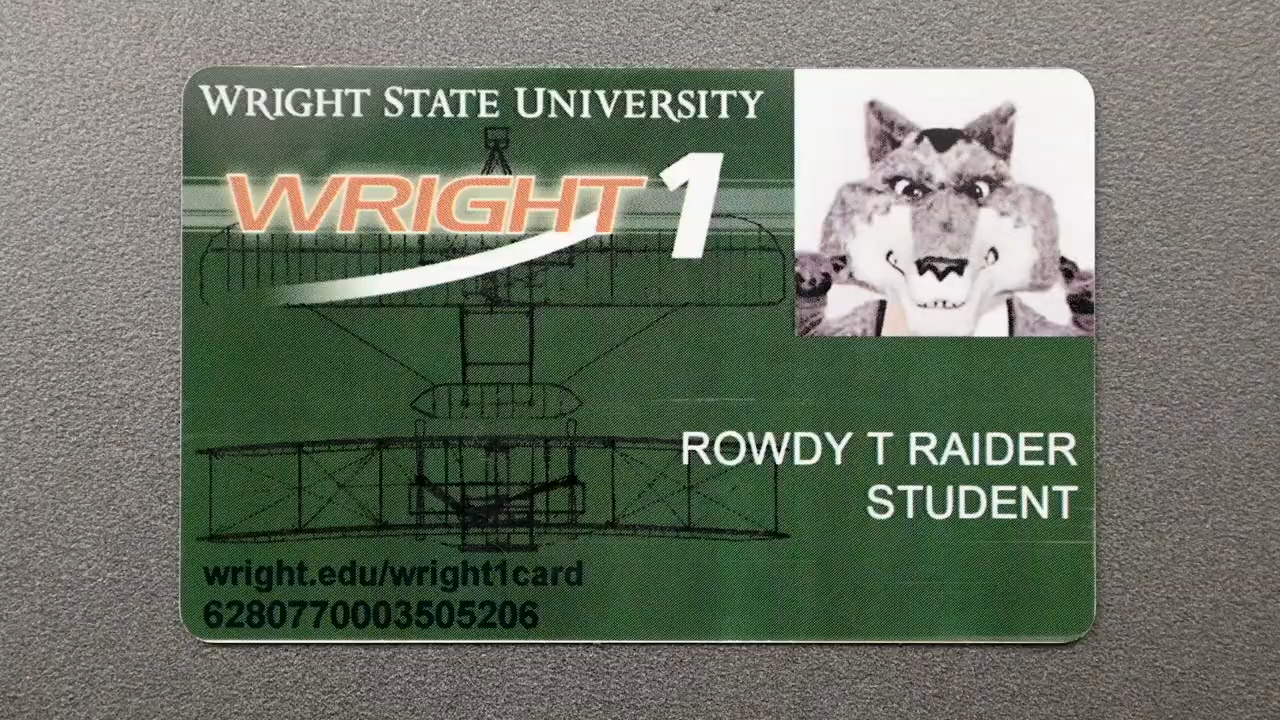 WRIGHT STATE UNIVERSITY
WRIGHT 1
ROWDY T RAIDER
STUDENT
wright.edu/wright1card
6280770003505206